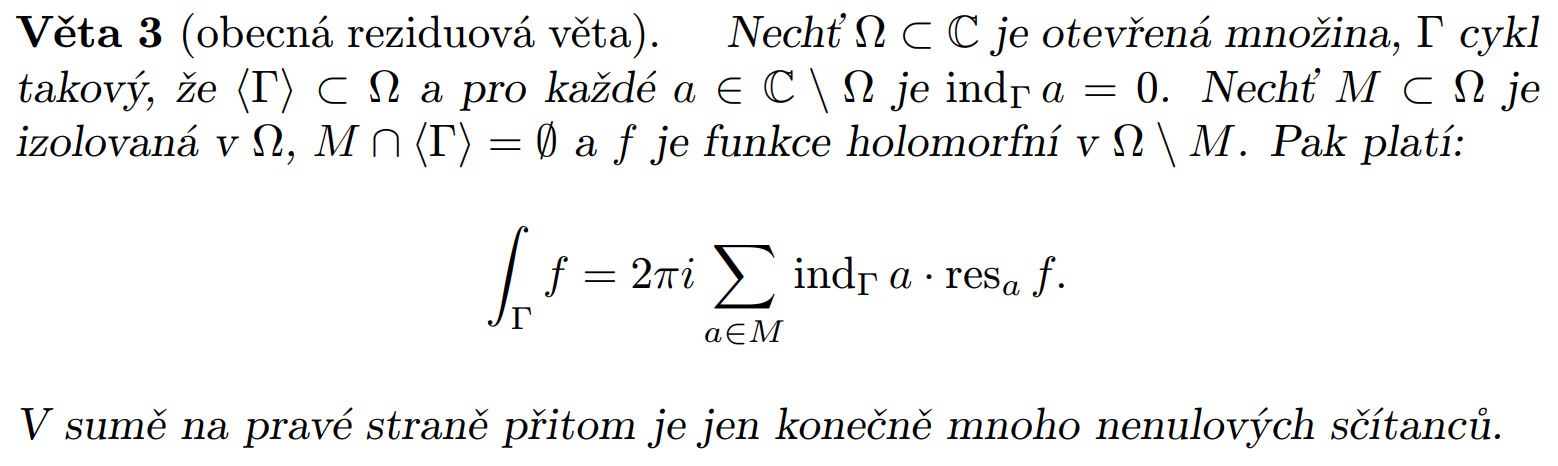 Věta 3 (obecná reziduová věta). Nechť Ω ⊂ ℂ je otevřená množina, Γ cykl
takový, že ⟨Γ⟩ ⊂ Ω a pro každé a ∈ ℂ \ Ω je ind_Γ a = 0. Nechť M ⊂ Ω je
izolovaná v Ω, M ∩ ⟨Γ⟩ = ∅ a f je funkce holomorfní v Ω \ M. Pak platí:
∫_Γ f = 2πi ∑_{a∈M} ind_Γ a · res_a f.
V sumě na pravé straně přitom je jen konečně mnoho nenulových sčítanců.